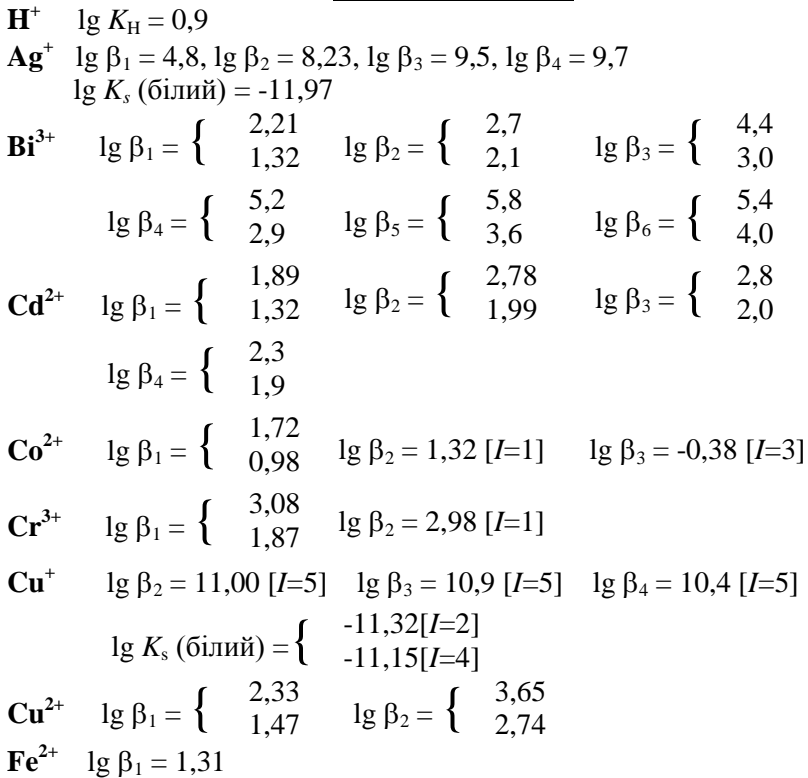 H⁺ lg K_H = 0,9
Ag⁺ lg β₁ = 4,8, lg β₂ = 8,23, lg β₃ = 9,5, lg β₄ = 9,7
lg Kₛ (білий) = -11,97
Bi³⁺ lg β₁ = { 2,21 1,32 lg β₂ = { 2,7 2,1 lg β₃ = { 4,4 3,0
lg β₄ = { 5,2 2,9 lg β₅ = { 5,8 3,6 lg β₆ = { 5,4 4,0
Cd²⁺ lg β₁ = { 1,89 1,32 lg β₂ = { 2,78 1,99 lg β₃ = { 2,8 2,0
lg β₄ = { 2,3 1,9
Co²⁺ lg β₁ = { 1,72 0,98 lg β₂ = 1,32 [I=1] lg β₃ = -0,38 [I=3]
Cr³⁺ lg β₁ = { 3,08 1,87 lg β₂ = 2,98 [I=1]
Cu⁺ lg β₂ = 11,00 [I=5] lg β₃ = 10,9 [I=5] lg β₄ = 10,4 [I=5]
lg Kₛ (білий) = { -11,32[I=2] -11,15[I=4]
Cu²⁺ lg β₁ = { 2,33 1,47 lg β₂ = { 3,65 2,74
Fe²⁺ lg β₁ = 1,31